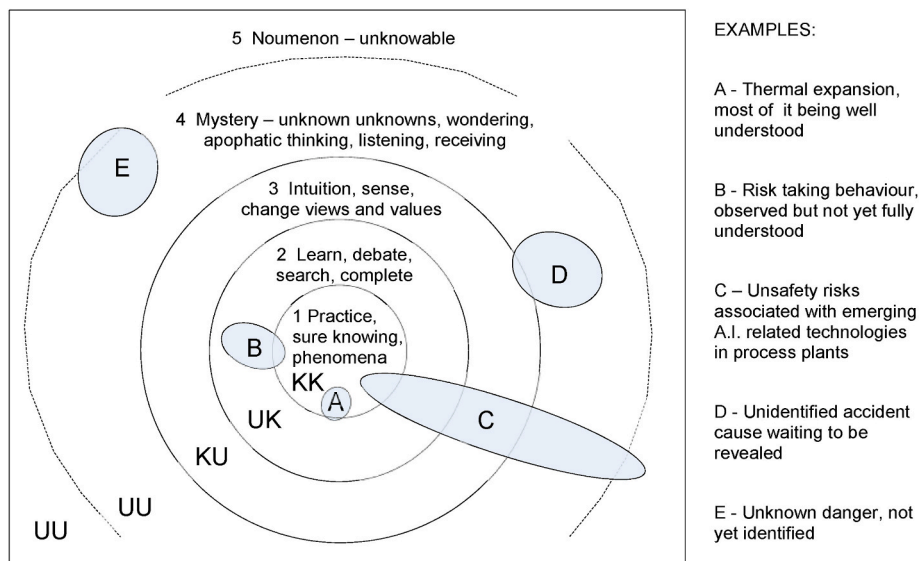 5 Noumenon – unknowable
4 Mystery – unknown unknowns, wondering,
apophatic thinking, listening, receiving
3 Intuition, sense,
change views and values
2 Learn, debate,
search, complete
1 Practice,
sure knowing,
phenomena
KK
UK
KU
UU
UU
A
B
C
D
E
EXAMPLES:
A - Thermal expansion,
most of it being well
understood
B - Risk taking behaviour,
observed but not yet fully
understood
C – Unsafety risks
associated with emerging
A.I. related technologies
in process plants
D - Unidentified accident
cause waiting to be
revealed
E - Unknown danger, not
yet identified